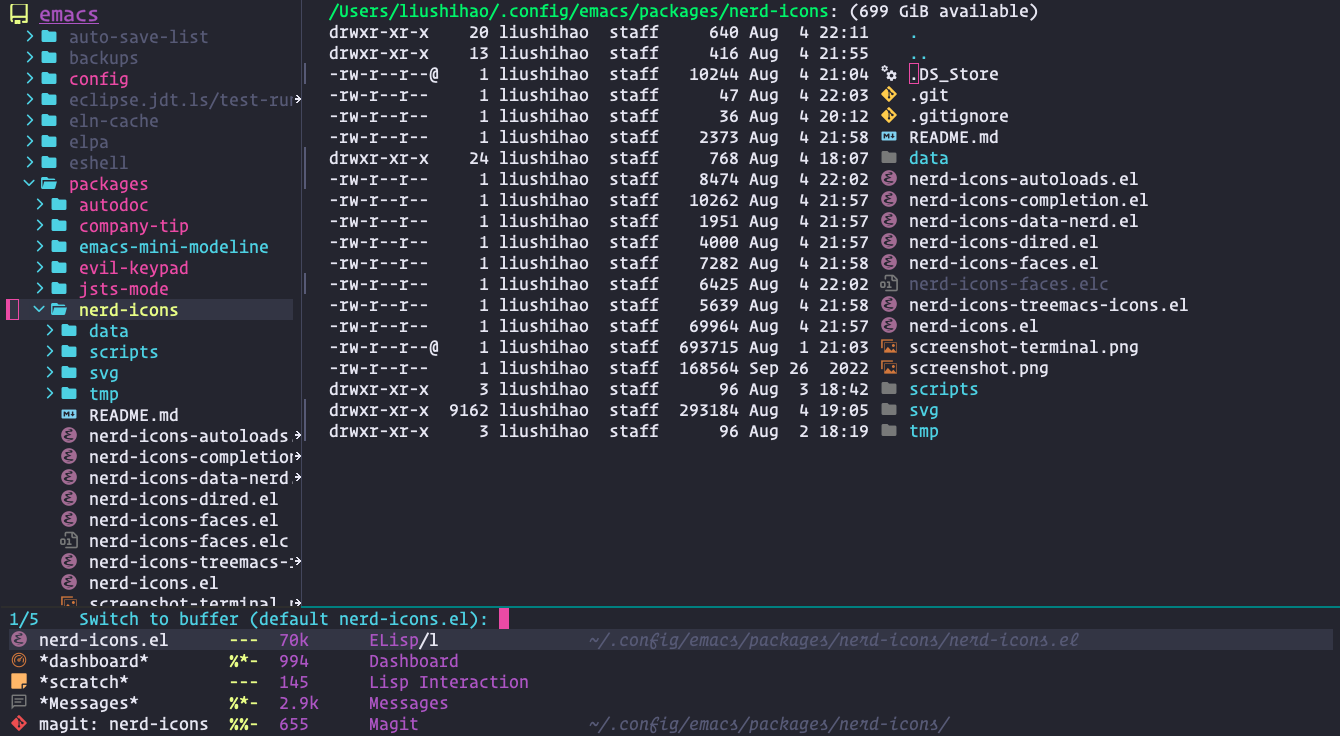 emacs
auto-save-list
backups
config
eclipse.jdt.ls/test-run
eln-cache
elpa
eshell
packages
autodoc
company-tip
emacs-mini-modeline
evil-keypad
jsts-mode
nerd-icons
data
scripts
svg
tmp
README.md
nerd-icons-autoloads.
nerd-icons-completion
nerd-icons-data-nerd.
nerd-icons-dired.el
nerd-icons-faces.el
nerd-icons-faces.elc
nerd-icons-treemacs-
nerd-icons.el
screenshot-terminal.
/Users/liushihao/.config/emacs/packages/nerd-icons: (699 GiB available)
drwxr-xr-x 20 liushihao staff 640 Aug 4 22:11 .
drwxr-xr-x 13 liushihao staff 416 Aug 4 21:55 ..
-rw-r--r--@ 1 liushihao staff 10244 Aug 4 21:04 .DS_Store
-rw-r--r-- 1 liushihao staff 47 Aug 4 22:03 .git
-rw-r--r-- 1 liushihao staff 36 Aug 4 20:12 .gitignore
-rw-r--r-- 1 liushihao staff 2373 Aug 4 21:58 README.md
drwxr-xr-x 24 liushihao staff 768 Aug 4 18:07 data
-rw-r--r-- 1 liushihao staff 8474 Aug 4 22:02 nerd-icons-autoloads.el
-rw-r--r-- 1 liushihao staff 10262 Aug 4 21:57 nerd-icons-completion.el
-rw-r--r-- 1 liushihao staff 1951 Aug 4 21:57 nerd-icons-data-nerd.el
-rw-r--r-- 1 liushihao staff 4000 Aug 4 21:57 nerd-icons-dired.el
-rw-r--r-- 1 liushihao staff 7282 Aug 4 21:58 nerd-icons-faces.el
-rw-r--r-- 1 liushihao staff 6425 Aug 4 22:02 nerd-icons-faces.elc
-rw-r--r-- 1 liushihao staff 5639 Aug 4 21:58 nerd-icons-treemacs-icons.el
-rw-r--r-- 1 liushihao staff 69964 Aug 4 21:57 nerd-icons.el
-rw-r--r--@ 1 liushihao staff 693715 Aug 1 21:03 screenshot-terminal.png
-rw-r--r-- 1 liushihao staff 168564 Sep 26 2022 screenshot.png
drwxr-xr-x 3 liushihao staff 96 Aug 3 18:42 scripts
drwxr-xr-x 9162 liushihao staff 293184 Aug 4 19:05 svg
drwxr-xr-x 3 liushihao staff 96 Aug 2 18:19 tmp
1/5 Switch to buffer (default nerd-icons.el):
nerd-icons.el --- 70k ELisp/l ~/.config/emacs/packages/nerd-icons/nerd-icons.el
*dashboard* %*- 994 Dashboard
*scratch* --- 145 Lisp Interaction
*Messages* %*- 2.9k Messages
magit: nerd-icons %%- 655 Magit ~/.config/emacs/packages/nerd-icons/